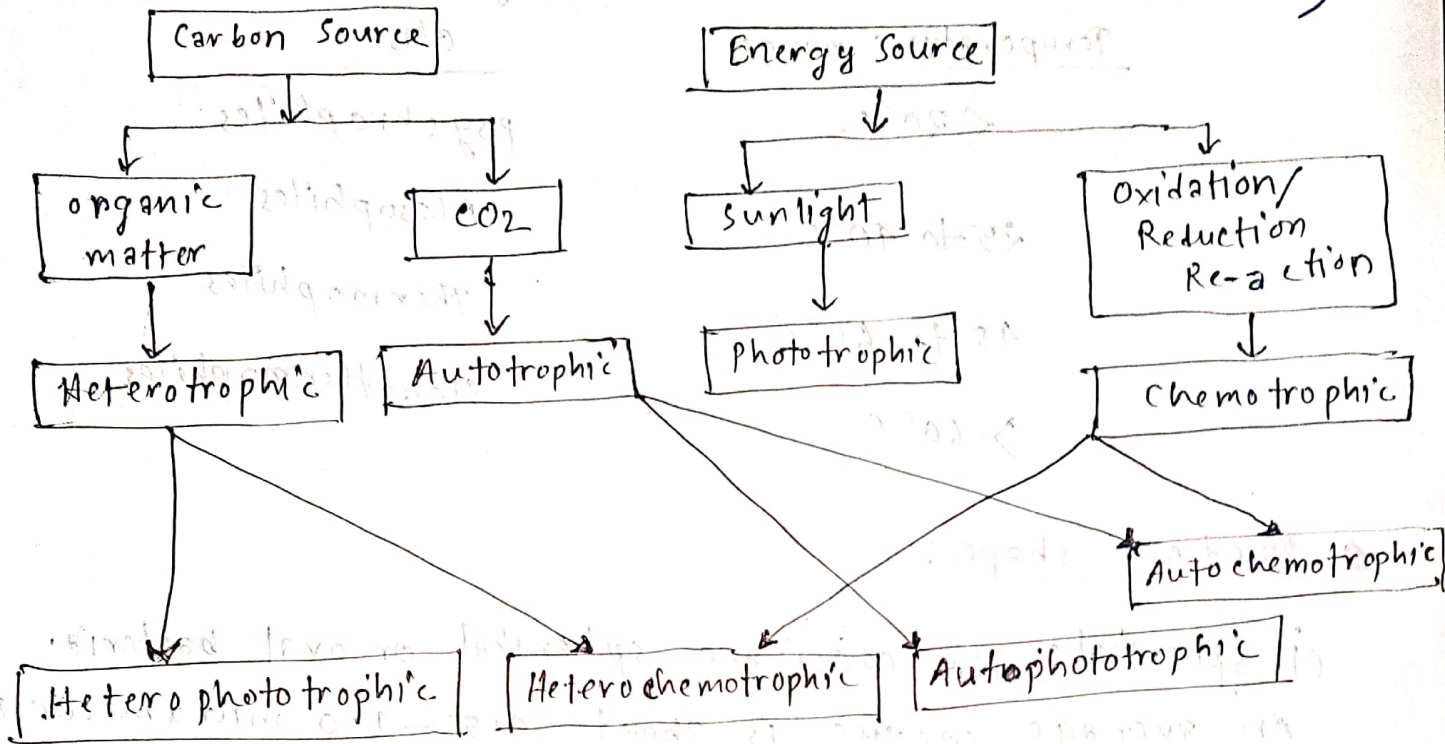 Carbon Source
Energy Source
organic
matter
CO2
Sunlight
Oxidation/
Reduction
Re-action
Heterotrophic
Autotrophic
Phototrophic
Chemotrophic
Autochemotrophic
Heterophototrophic
Heterochemotrophic
Autophototrophic